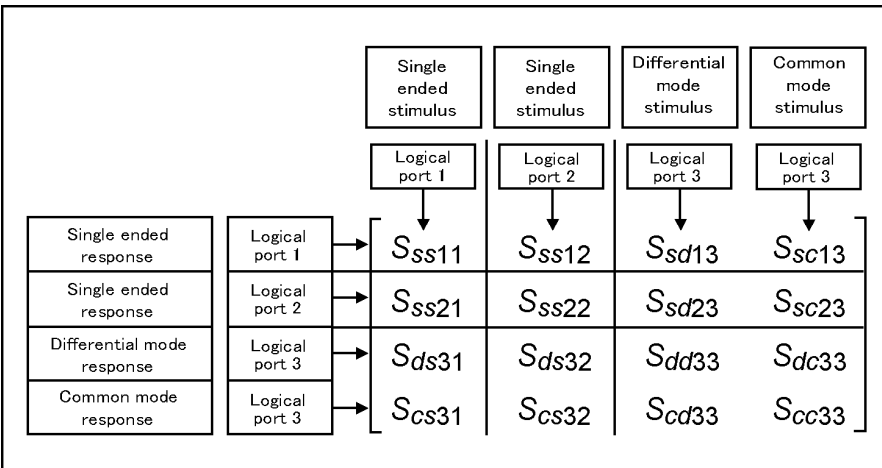 Single ended stimulus
Single ended stimulus
Differential mode stimulus
Common mode stimulus
Logical port 1
Logical port 2
Logical port 3
Logical port 3
Single ended response
Logical port 1
Sss11 Sss12 Ssd13 Ssc13
Single ended response
Logical port 2
Sss21 Sss22 Ssd23 Ssc23
Differential mode response
Logical port 3
Sds31 Sds32 Sdd33 Sdc33
Common mode response
Logical port 3
Scs31 Scs32 Scd33 Scc33